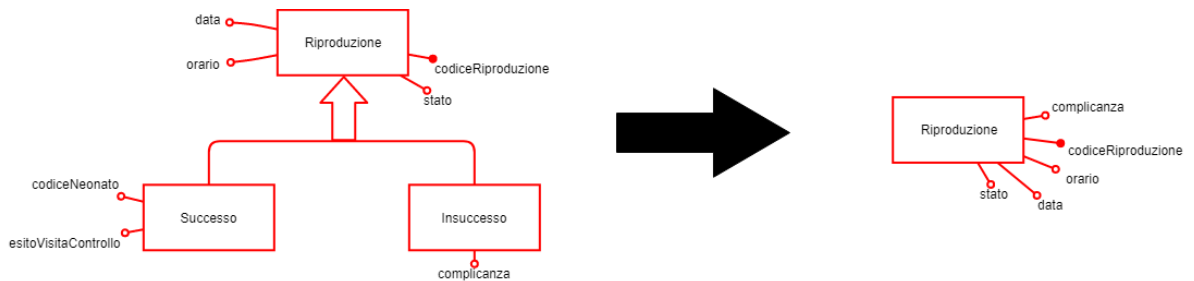 data
Riproduzione
orario
codiceRiproduzione
stato
codiceNeonato
Successo
esitoVisitaControllo
Insuccesso
complicanza
complicanza
Riproduzione
codiceRiproduzione
orario
stato
data